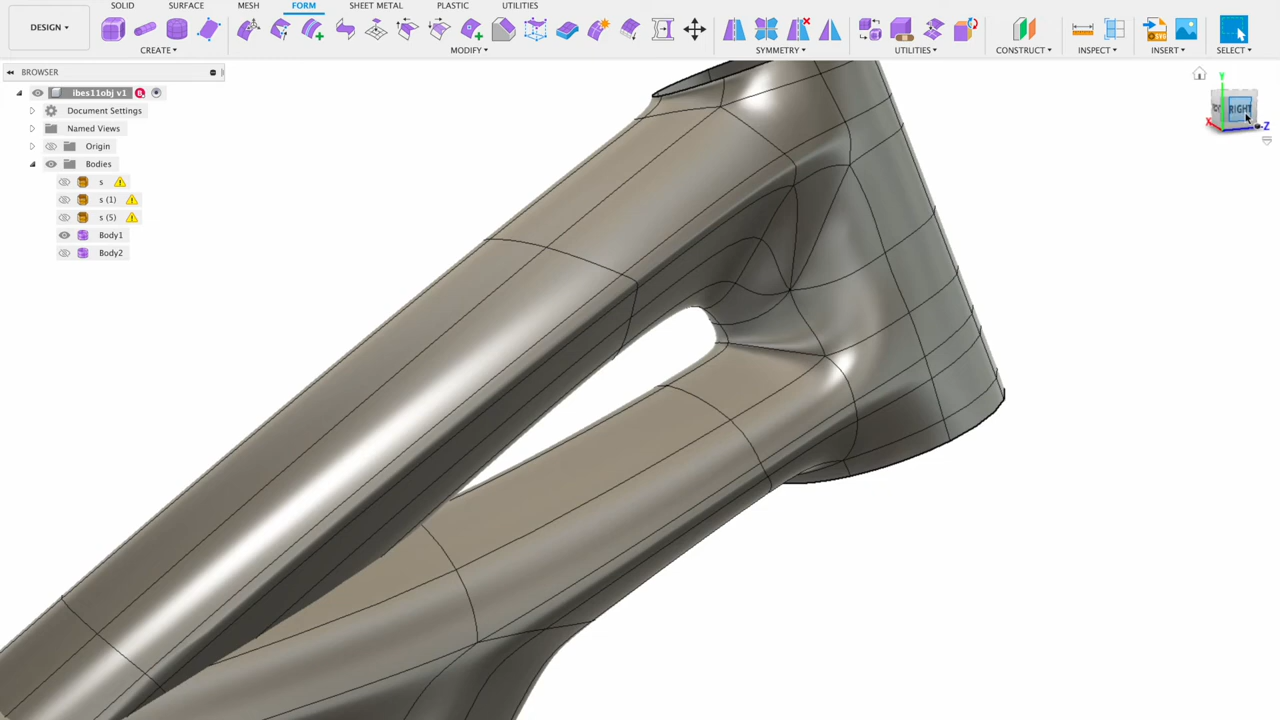 SOLID SURFACE MESH FORM SHEET METAL PLASTIC UTILITIES
DESIGN
CREATE MODIFY SYMMETRY UTILITIES CONSTRUCT INSPECT INSERT SELECT
BROWSER
ibes11obj v1
Document Settings
Named Views
Origin
Bodies
s
s (1)
s (5)
Body1
Body2
Y
RIGHT
X
Z